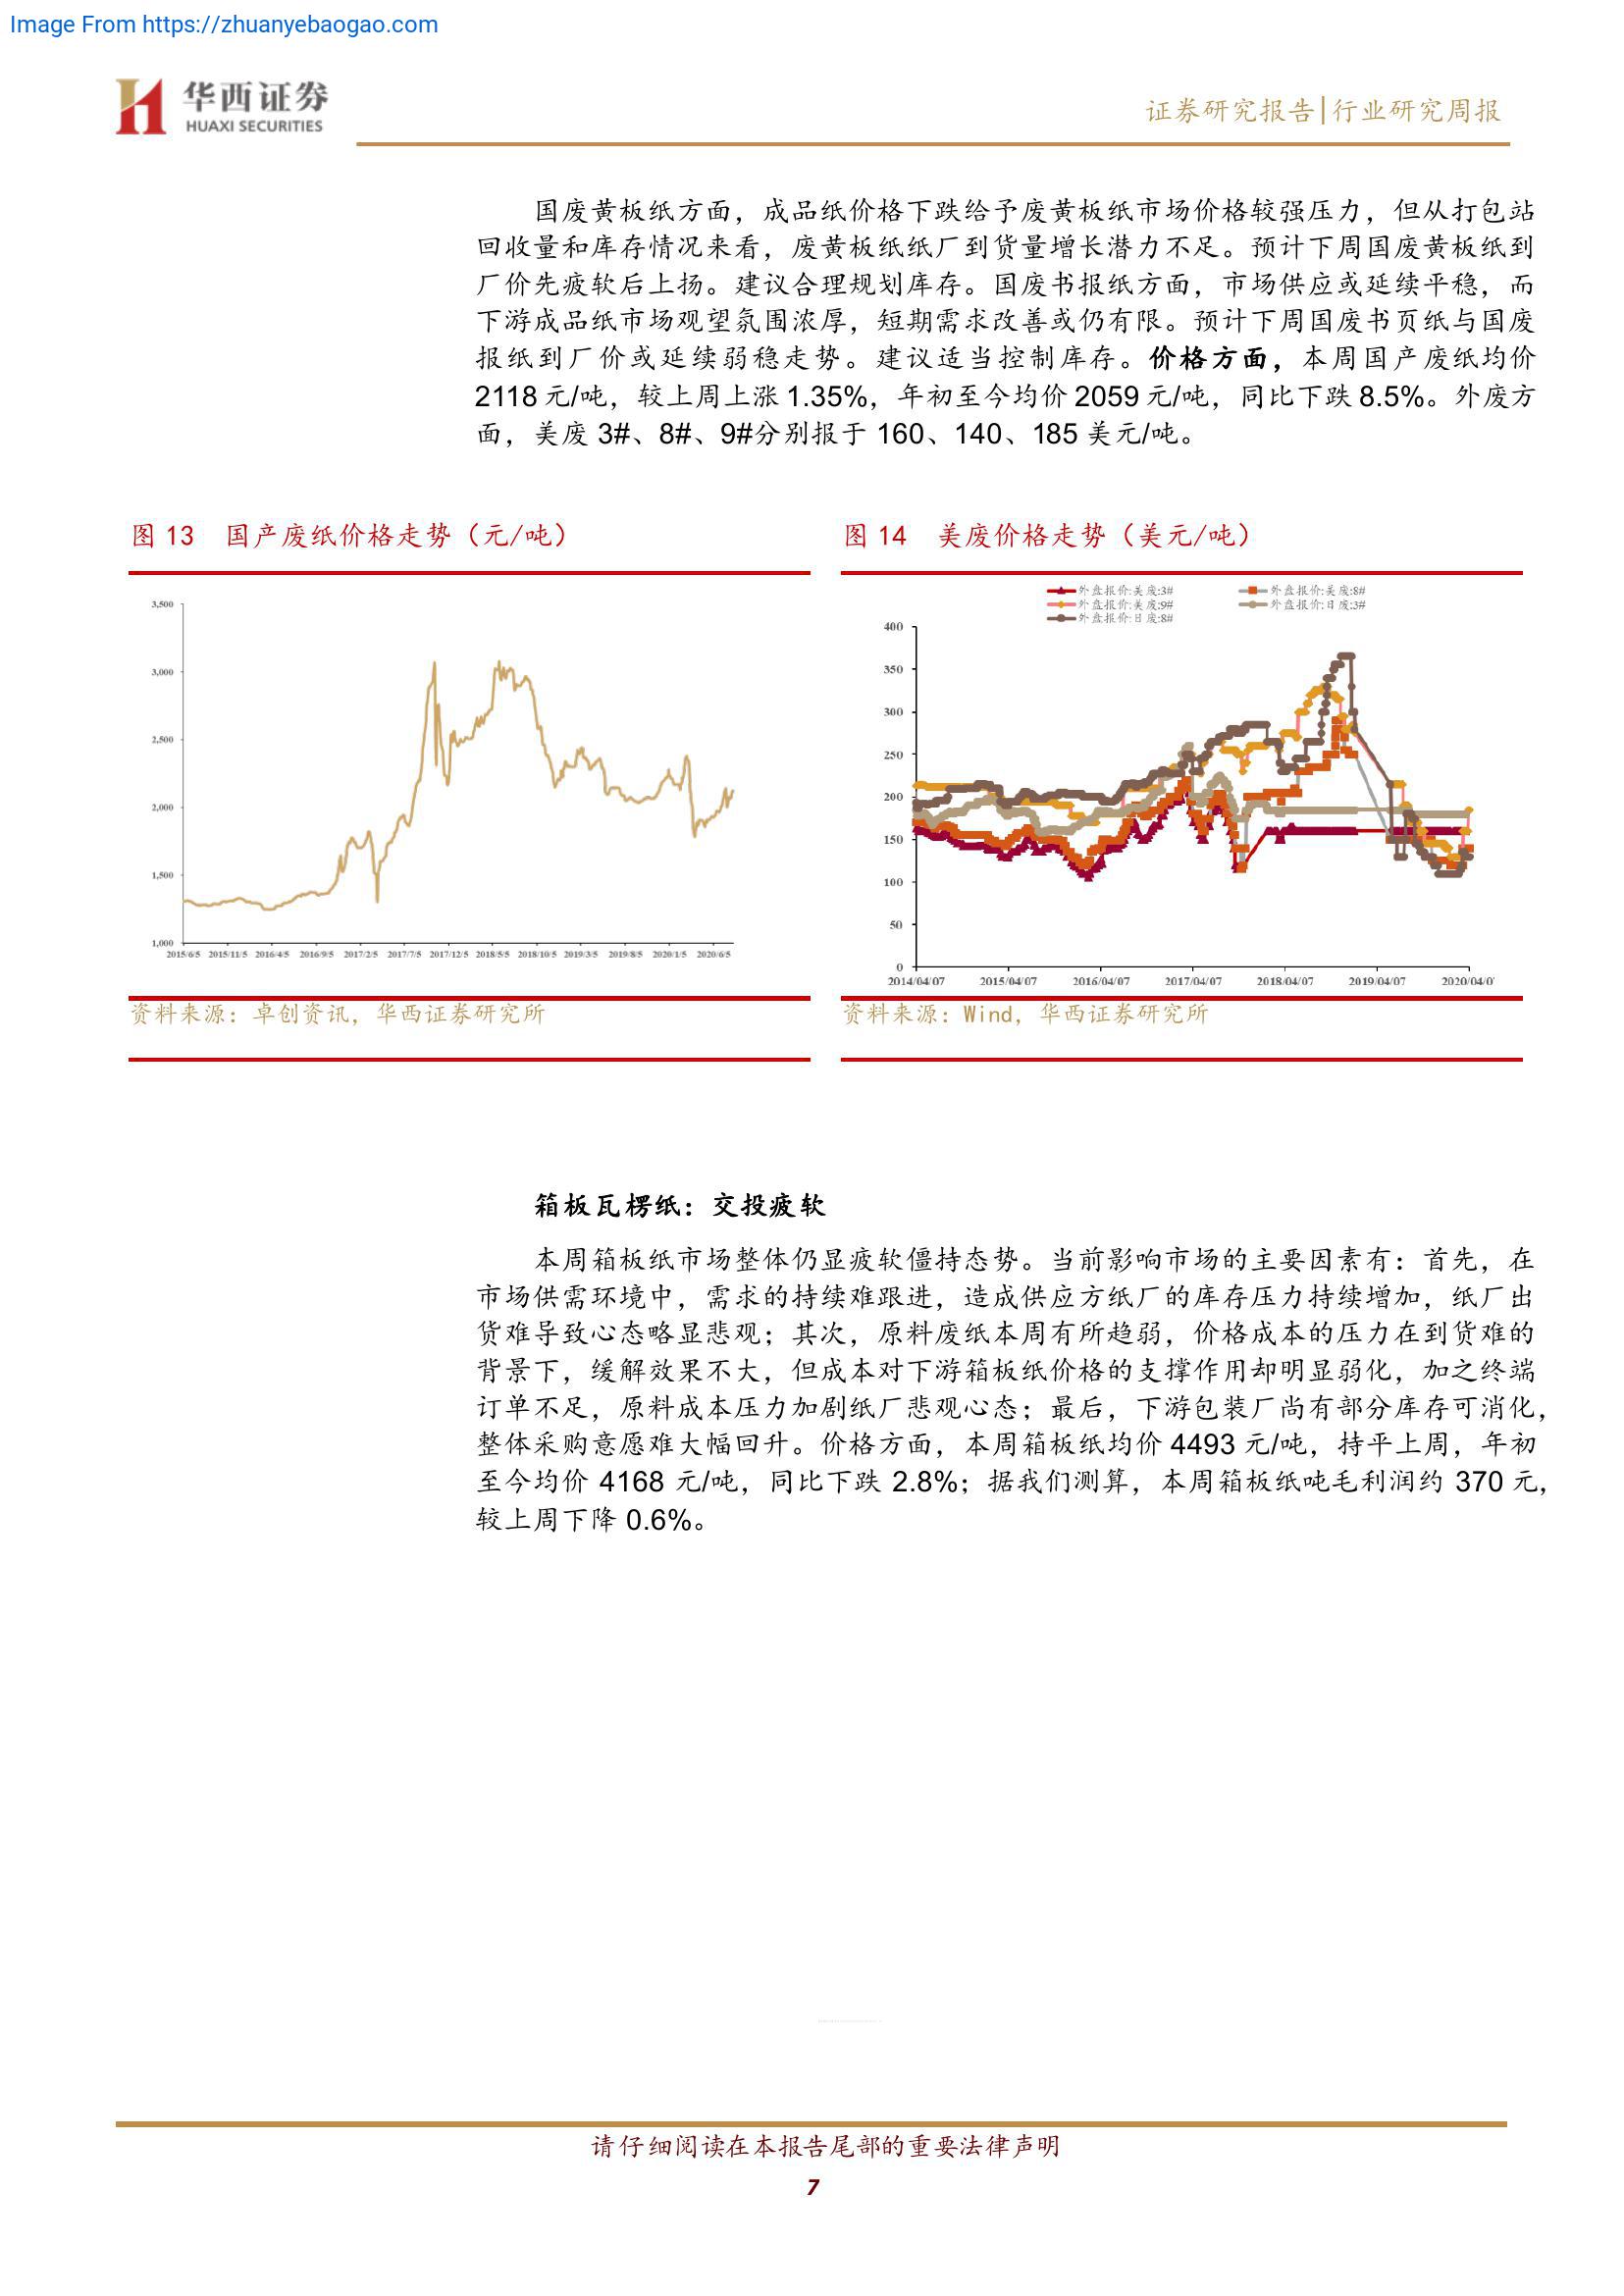 Image From https://zhuanyebaogao.com
华西证券
HUAXI SECURITIES
证券研究报告|行业研究周报
国废黄板纸方面，成品纸价格下跌给予废黄板纸市场价格较强压力，但从打包站
回收量和库存情况来看，废黄板纸纸厂到货量增长潜力不足。预计下周国废黄板纸到
厂价先疲软后上扬。建议合理规划库存。国废书报纸方面，市场供应或延续平稳，而
下游成品纸市场观望氛围浓厚，短期需求改善或仍有限。预计下周国废书页纸与国废
报纸到厂价或延续弱稳走势。建议适当控制库存。价格方面，本周国产废纸均价
2118 元/吨，较上周上涨 1.35%，年初至今均价 2059 元/吨，同比下跌 8.5%。外废方
面，美废 3#、8#、9#分别报于 160、140、185 美元/吨。
图 13 国产废纸价格走势（元/吨）
3,500
3,000
2,500
2,000
1,500
1,000
2015/6/5 2015/11/5 2016/4/5 2016/9/5 2017/2/5 2017/7/5 2017/12/5 2018/5/5 2018/10/5 2019/3/5 2019/8/5 2020/1/5 2020/6/5
资料来源：卓创资讯，华西证券研究所
图 14 美废价格走势（美元/吨）
外盘报价:美废:3# 外盘报价:美废:8#
外盘报价:美废:9# 外盘报价:日废:3#
外盘报价:日废:8#
400
350
300
250
200
150
100
50
0
2014/04/07 2015/04/07 2016/04/07 2017/04/07 2018/04/07 2019/04/07 2020/04/0
资料来源：Wind，华西证券研究所
箱板瓦楞纸：交投疲软
本周箱板纸市场整体仍显疲软僵持态势。当前影响市场的主要因素有：首先，在
市场供需环境中，需求的持续难跟进，造成供应方纸厂的库存压力持续增加，纸厂出
货难导致心态略显悲观；其次，原料废纸本周有所趋弱，价格成本的压力在到货难的
背景下，缓解效果不大，但成本对下游箱板纸价格的支撑作用却明显弱化，加之终端
订单不足，原料成本压力加剧纸厂悲观心态；最后，下游包装厂尚有部分库存可消化，
整体采购意愿难大幅回升。价格方面，本周箱板纸均价 4493 元/吨，持平上周，年初
至今均价 4168 元/吨，同比下跌 2.8%；据我们测算，本周箱板纸吨毛利润约 370 元，
较上周下降 0.6%。
请仔细阅读在本报告尾部的重要法律声明
7